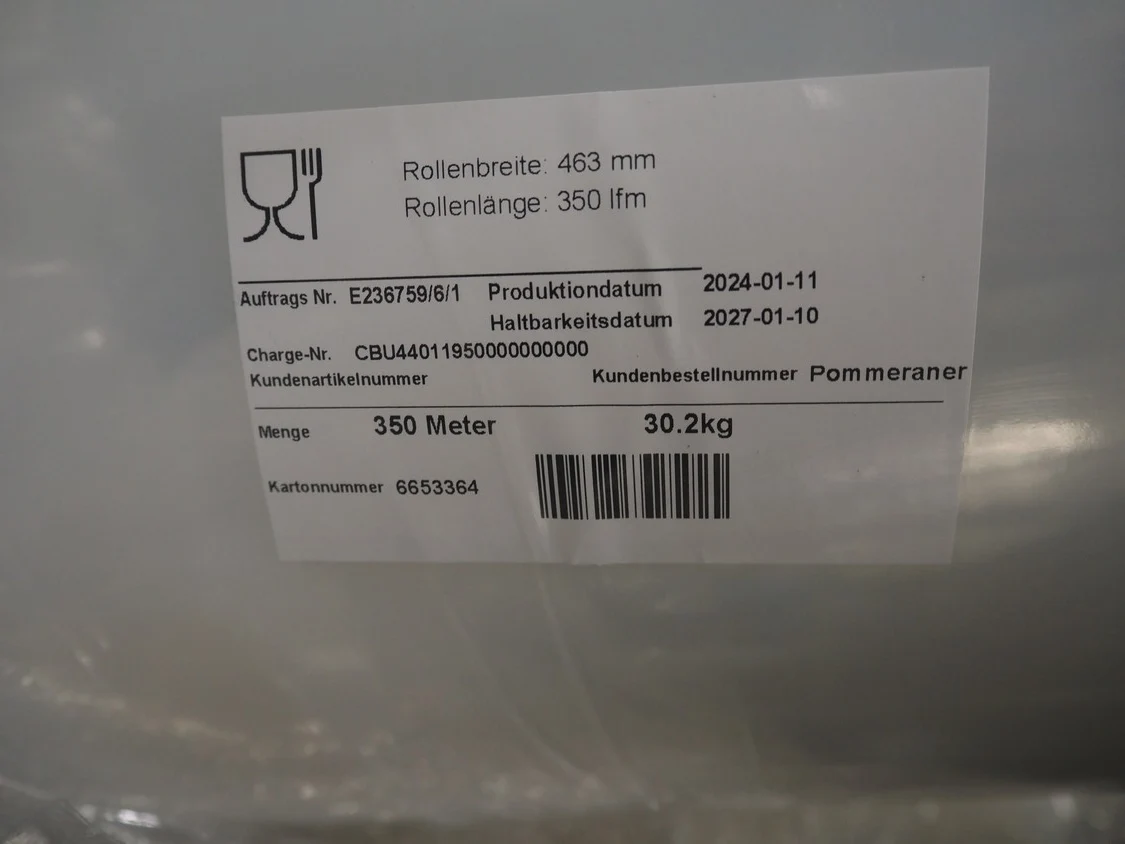 Rollenbreite: 463 mm
Rollenlänge: 350 lfm
Auftrags Nr. E236759/6/1 Produktiondatum 2024-01-11
Haltbarkeitsdatum 2027-01-10
Charge-Nr. CBU44011950000000000
Kundenartikelnummer Kundenbestellnummer Pommeraner
Menge 350 Meter 30.2kg
Kartonnummer 6653364